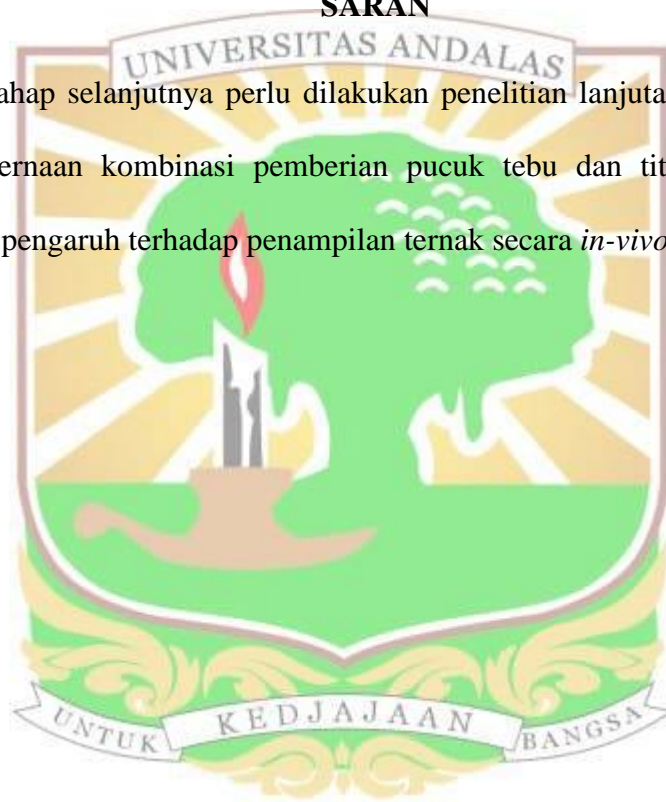 SARAN
UNIVERSITAS ANDALAS
ahap selanjutnya perlu dilakukan penelitian lanjuta
ernaan kombinasi pemberian pucuk tebu dan tit
pengaruh terhadap penampilan ternak secara in-vivo
UNTUK KEDJAJAAN BANGSA